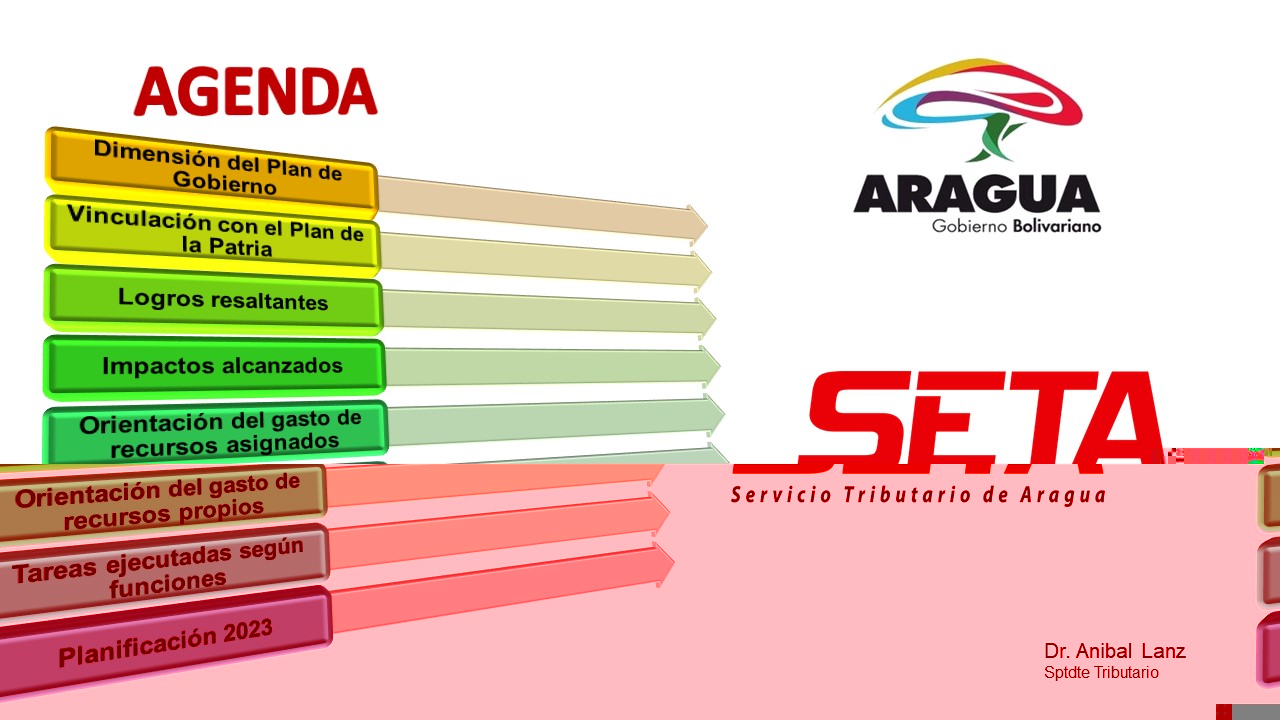 AGENDA
Dimensión del Plan de
Gobierno
Vinculación con el Plan de
la Patria
Logros resaltantes
Impactos alcanzados
Orientación del gasto de
recursos asignados
Orientación del gasto de
recursos propios
Tareas ejecutadas según
funciones
Planificación 2023
ARAGUA
Gobierno Bolivariano
SETA
Servicio Tributario de Aragua
Dr. Anibal Lanz
Sptdte Tributario